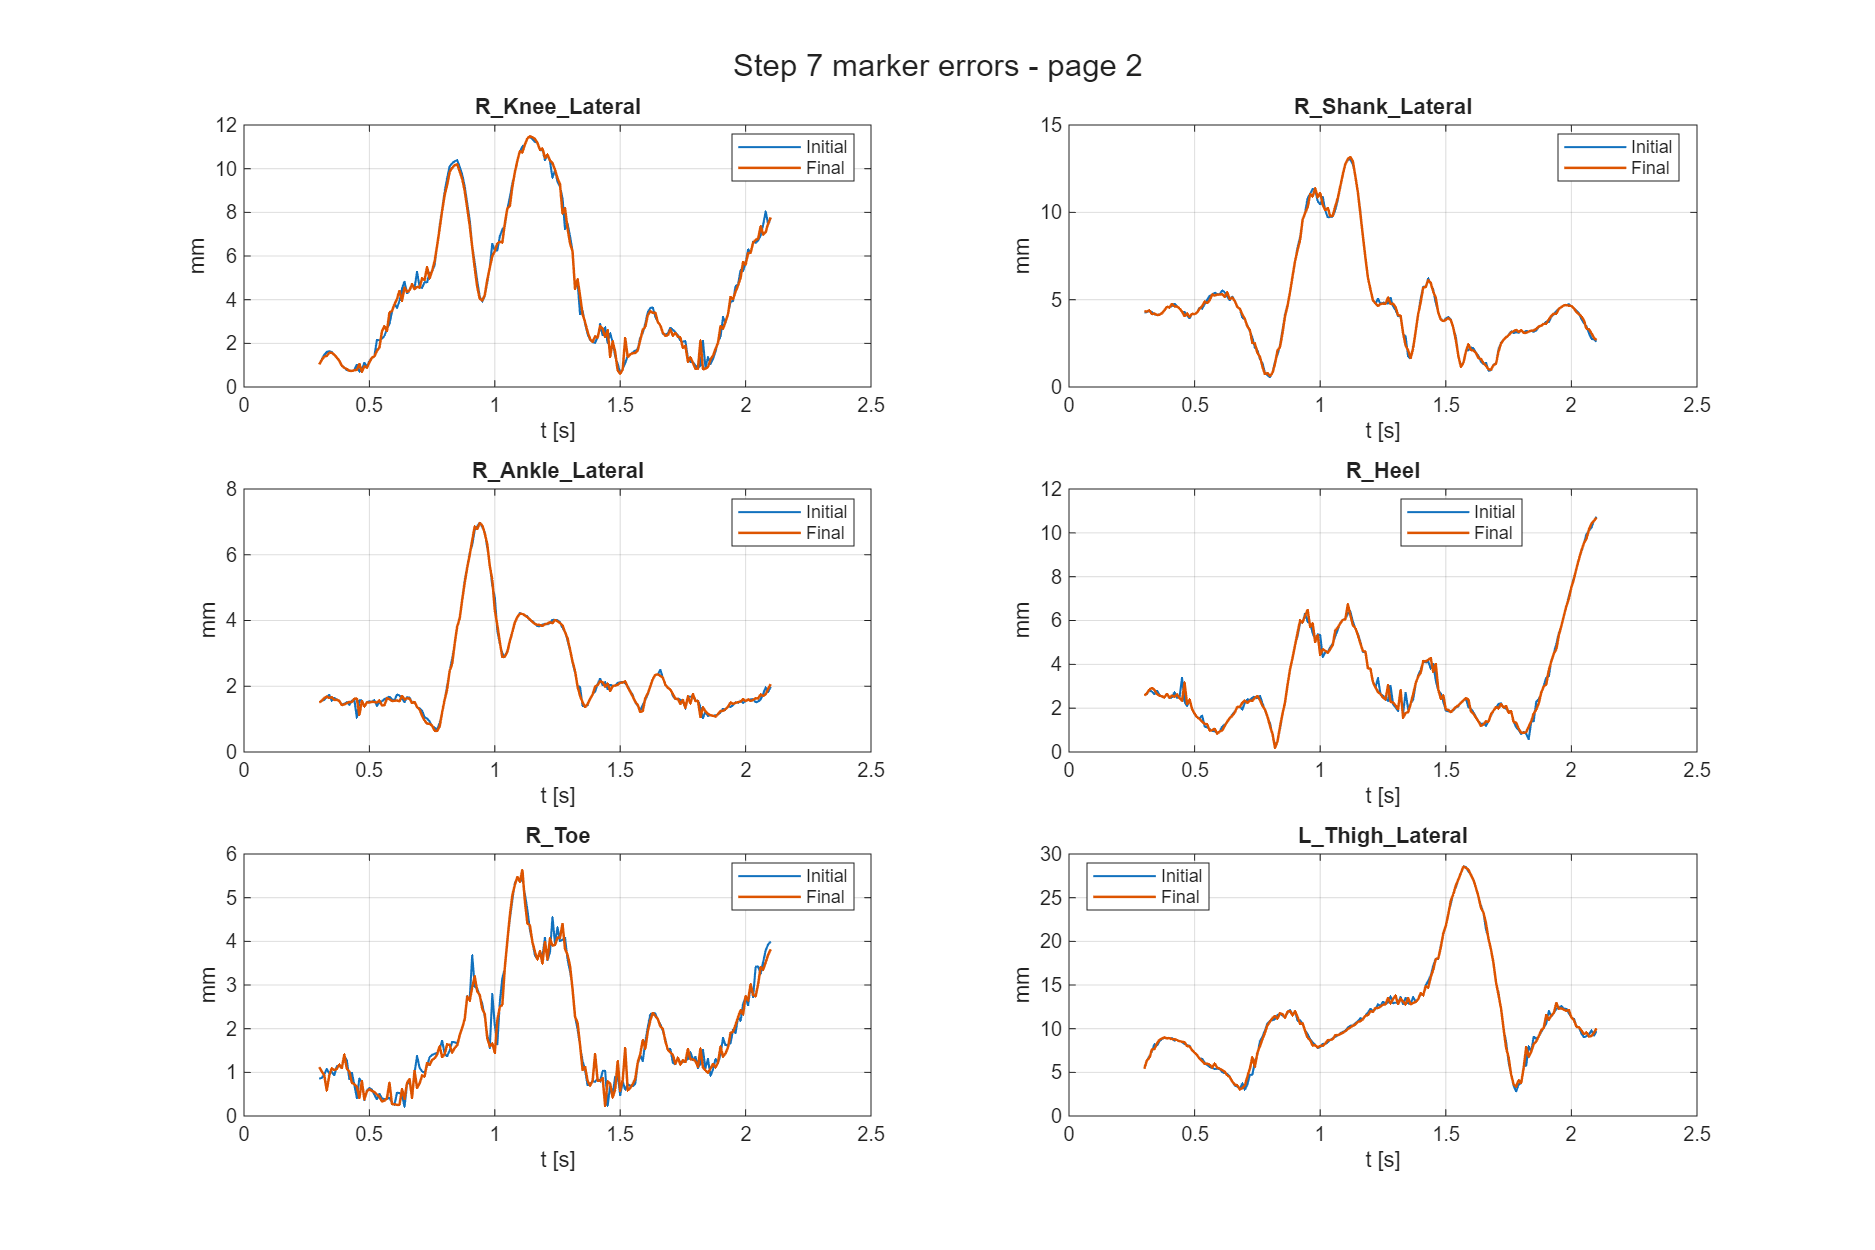 Step 7 marker errors - page 2
R_Knee_Lateral
12
10
8
6
4
2
0
mm
Initial
Final
0 0.5 1 1.5 2 2.5
t [s]
R_Shank_Lateral
15
10
5
0
mm
Initial
Final
0 0.5 1 1.5 2 2.5
t [s]
R_Ankle_Lateral
8
6
4
2
0
mm
Initial
Final
0 0.5 1 1.5 2 2.5
t [s]
R_Heel
12
10
8
6
4
2
0
mm
Initial
Final
0 0.5 1 1.5 2 2.5
t [s]
R_Toe
6
5
4
3
2
1
0
mm
Initial
Final
0 0.5 1 1.5 2 2.5
t [s]
L_Thigh_Lateral
30
25
20
15
10
5
0
mm
Initial
Final
0 0.5 1 1.5 2 2.5
t [s]